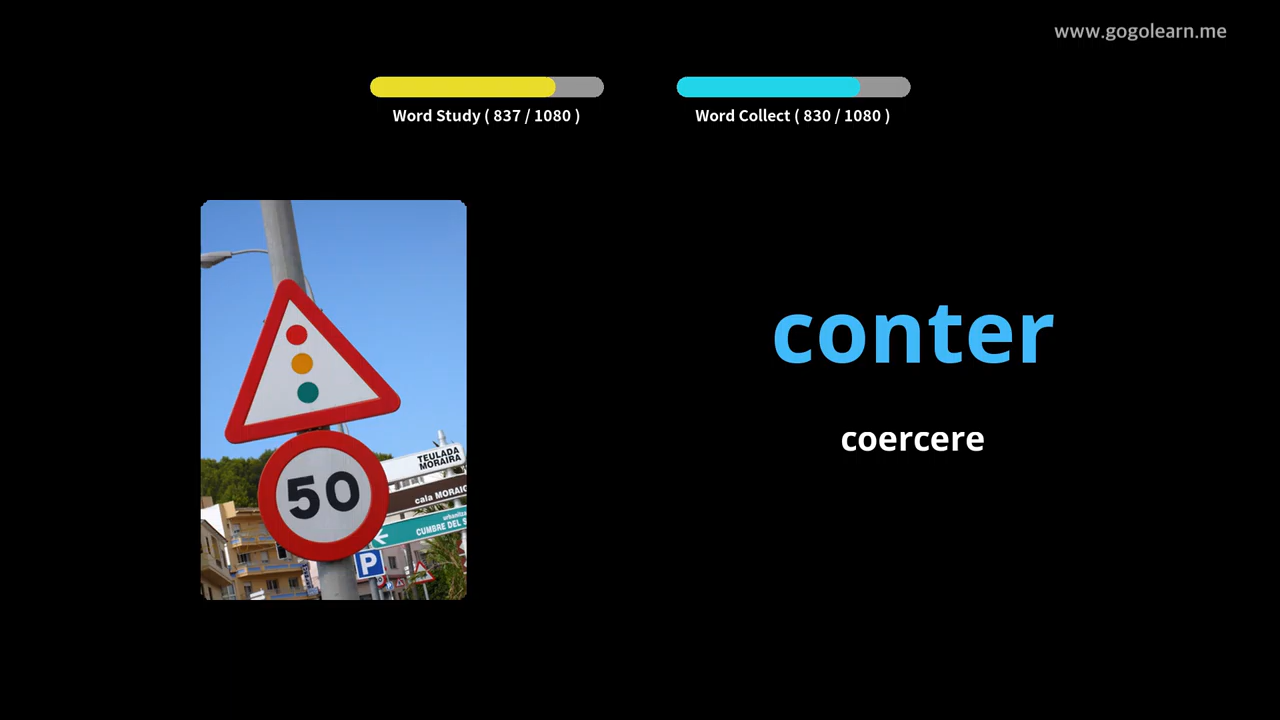 www.gogolearn.me
Word Study ( 837 / 1080 )
Word Collect ( 830 / 1080 )
conter
coercere
TEULADA
MORAIRA
cala MORAIG
CUMBRE DEL S
50
P